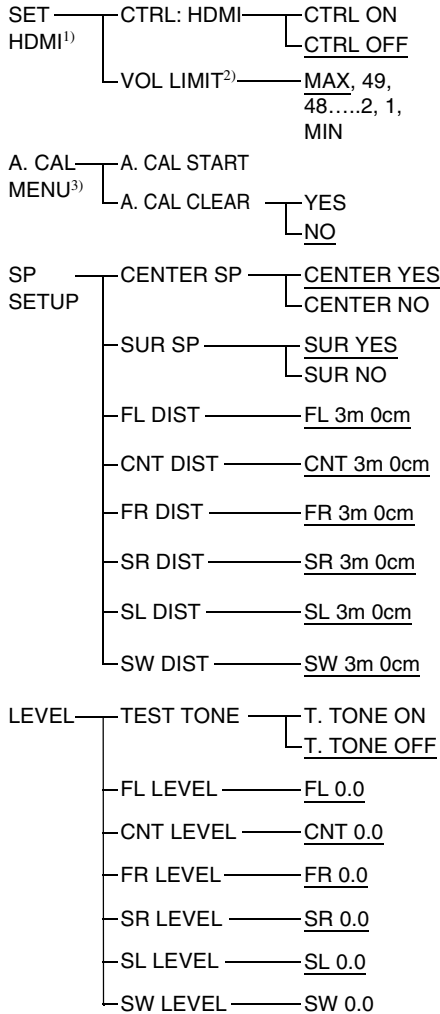 SET HDMI1) CTRL: HDMI CTRL ON
CTRL OFF
VOL LIMIT2) MAX, 49,
48.....2, 1,
MIN
A. CAL MENU3) A. CAL START
A. CAL CLEAR YES
NO
SP SETUP CENTER SP CENTER YES
CENTER NO
SUR SP SUR YES
SUR NO
FL DIST FL 3m 0cm
CNT DIST CNT 3m 0cm
FR DIST FR 3m 0cm
SR DIST SR 3m 0cm
SL DIST SL 3m 0cm
SW DIST SW 3m 0cm
LEVEL TEST TONE T. TONE ON
T. TONE OFF
FL LEVEL FL 0.0
CNT LEVEL CNT 0.0
FR LEVEL FR 0.0
SR LEVEL SR 0.0
SL LEVEL SL 0.0
SW LEVEL SW 0.0